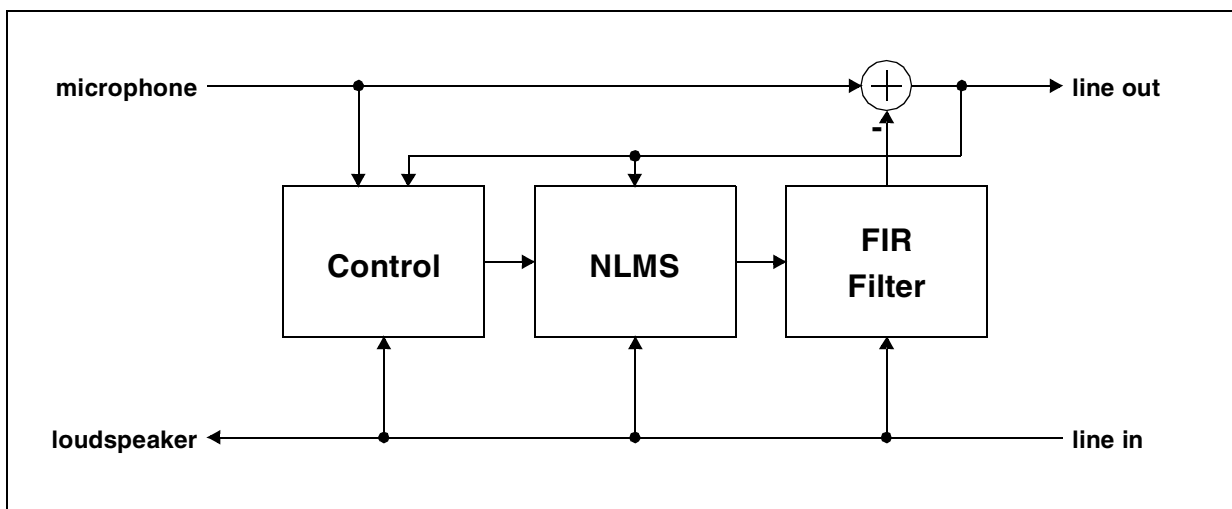 microphone
line out
-
Control
NLMS
FIR
Filter
loudspeaker
line in